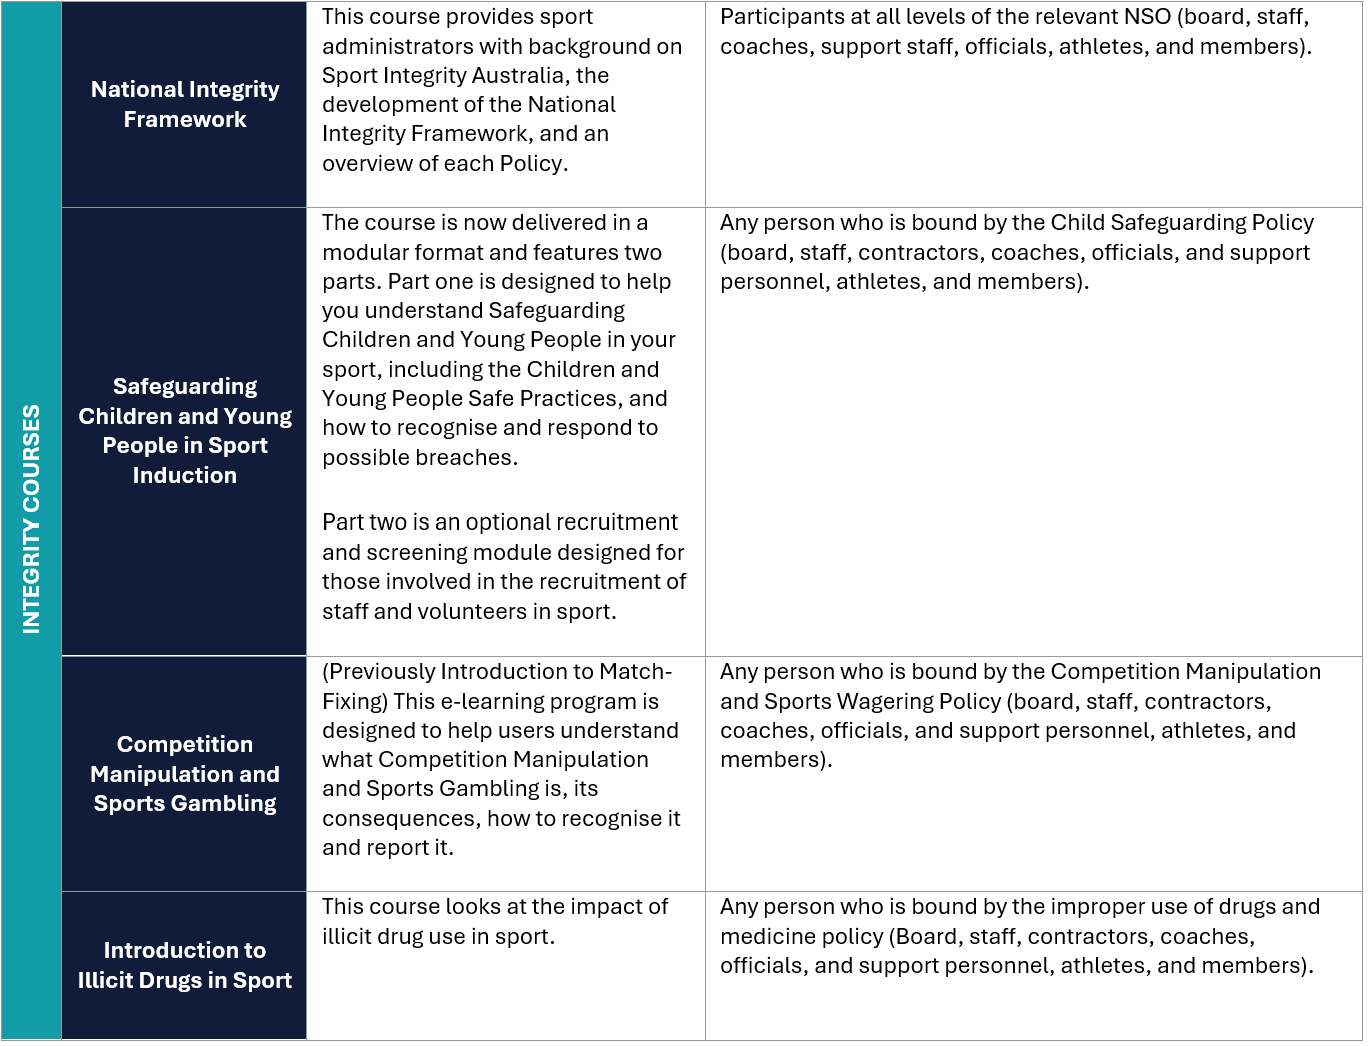 INTEGRITY COURSES
National Integrity
Framework
This course provides sport
administrators with background on
Sport Integrity Australia, the
development of the National
Integrity Framework, and an
overview of each Policy.
Participants at all levels of the relevant NSO (board, staff,
coaches, support staff, officials, athletes, and members).
Safeguarding
Children and Young
People in Sport
Induction
The course is now delivered in a
modular format and features two
parts. Part one is designed to help
you understand Safeguarding
Children and Young People in your
sport, including the Children and
Young People Safe Practices, and
how to recognise and respond to
possible breaches.
Part two is an optional recruitment
and screening module designed for
those involved in the recruitment of
staff and volunteers in sport.
Any person who is bound by the Child Safeguarding Policy
(board, staff, contractors, coaches, officials, and support
personnel, athletes, and members).
Competition
Manipulation and
Sports Gambling
(Previously Introduction to Match-
Fixing) This e-learning program is
designed to help users understand
what Competition Manipulation
and Sports Gambling is, its
consequences, how to recognise it
and report it.
Any person who is bound by the Competition Manipulation
and Sports Wagering Policy (board, staff, contractors,
coaches, officials, and support personnel, athletes, and
members).
Introduction to
Illicit Drugs in Sport
This course looks at the impact of
illicit drug use in sport.
Any person who is bound by the improper use of drugs and
medicine policy (Board, staff, contractors, coaches,
officials, and support personnel, athletes, and members).